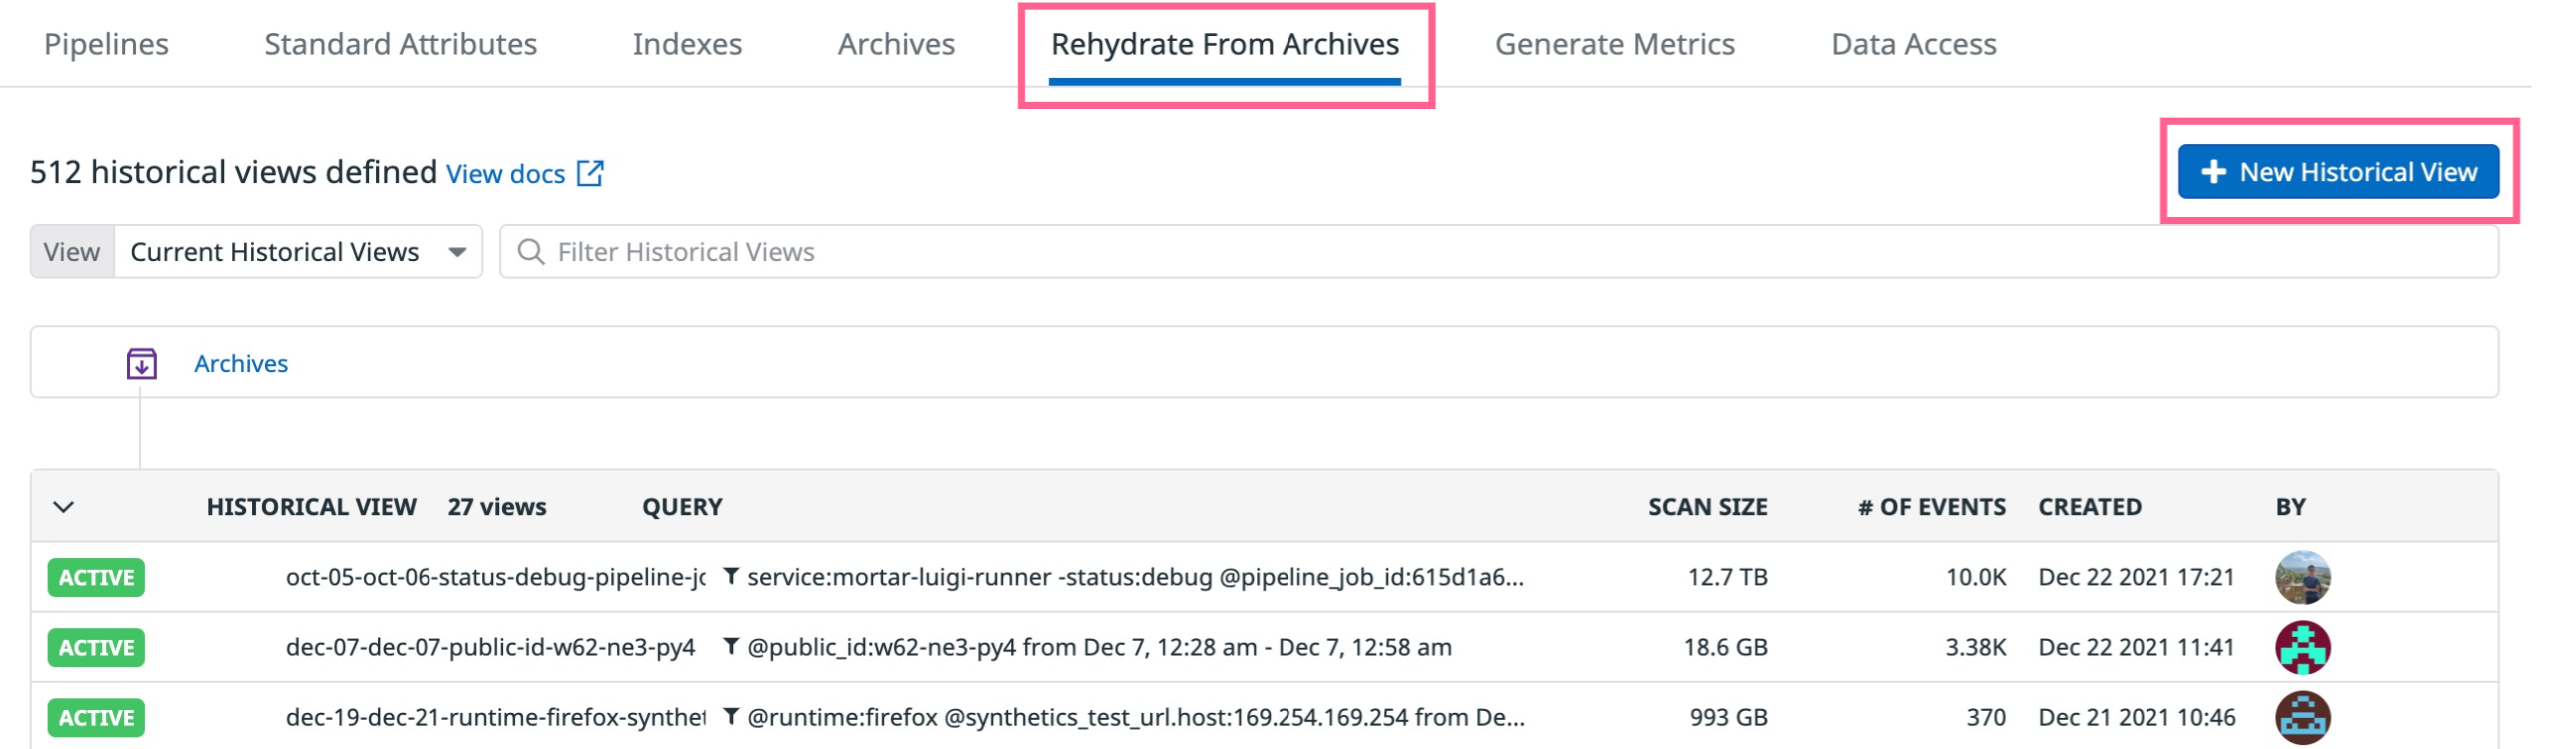 Pipelines Standard Attributes Indexes Archives Rehydrate From Archives Generate Metrics Data Access
512 historical views defined View docs
New Historical View
View Current Historical Views Filter Historical Views
Archives
HISTORICAL VIEW 27 views QUERY SCAN SIZE # OF EVENTS CREATED BY
ACTIVE oct-05-oct-06-status-debug-pipeline-jc service:mortar-luigi-runner -status:debug @pipeline_job_id:615d1a6... 12.7 TB 10.0K Dec 22 2021 17:21
ACTIVE dec-07-dec-07-public-id-w62-ne3-py4 @public_id:w62-ne3-py4 from Dec 7, 12:28 am - Dec 7, 12:58 am 18.6 GB 3.38K Dec 22 2021 11:41
ACTIVE dec-19-dec-21-runtime-firefox-synthet @runtime:firefox @synthetics_test_url.host:169.254.169.254 from De... 993 GB 370 Dec 21 2021 10:46